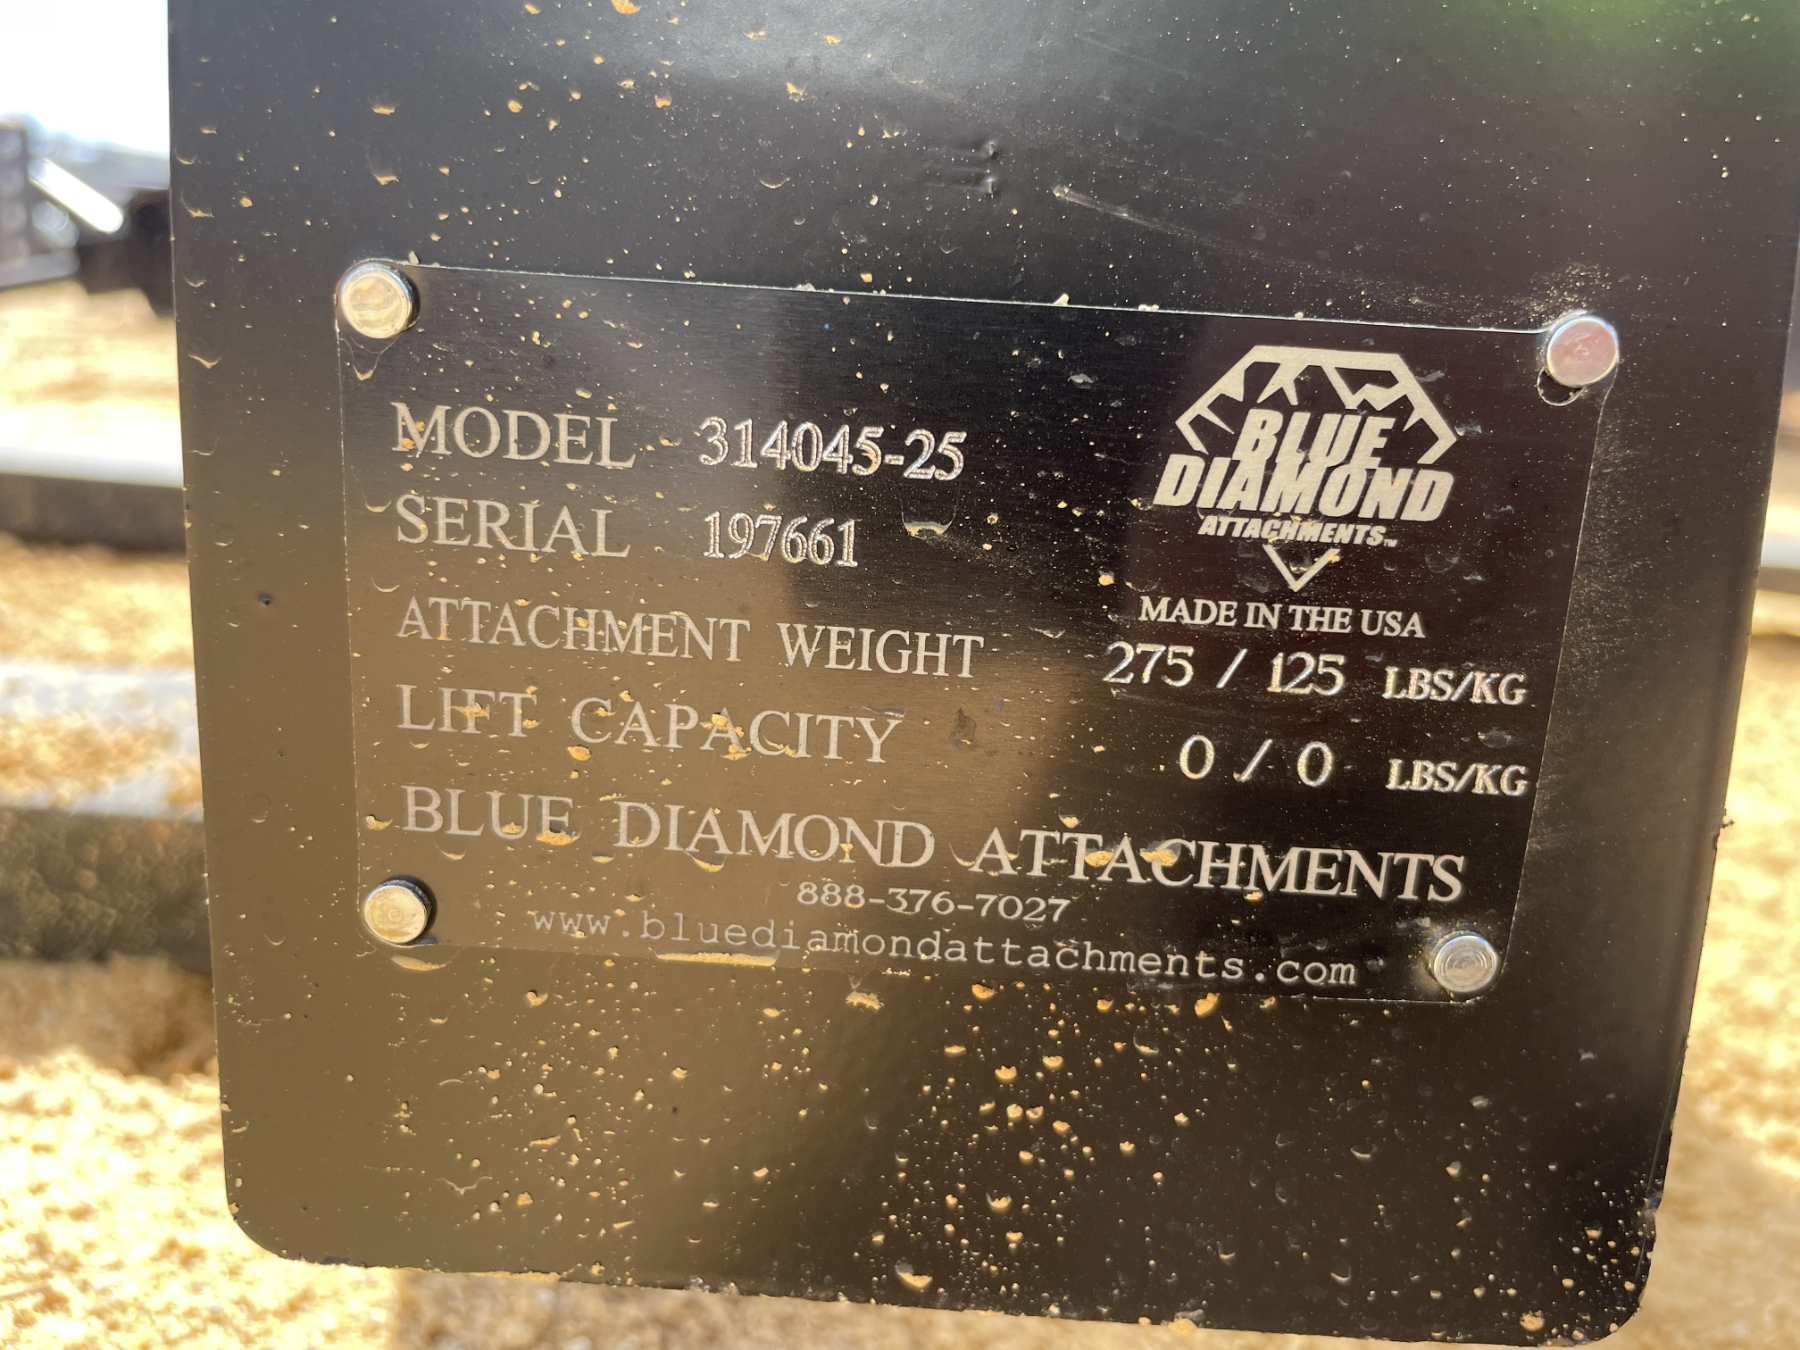 MODEL 314045-25
SERIAL 197661
BLUE
DIAMOND
ATTACHMENTS™
MADE IN THE USA
ATTACHMENT WEIGHT 275 / 125 LBS/KG
LIFT CAPACITY 0 / 0 LBS/KG
BLUE DIAMOND ATTACHMENTS
888-376-7027
www.bluediamondattachments.com